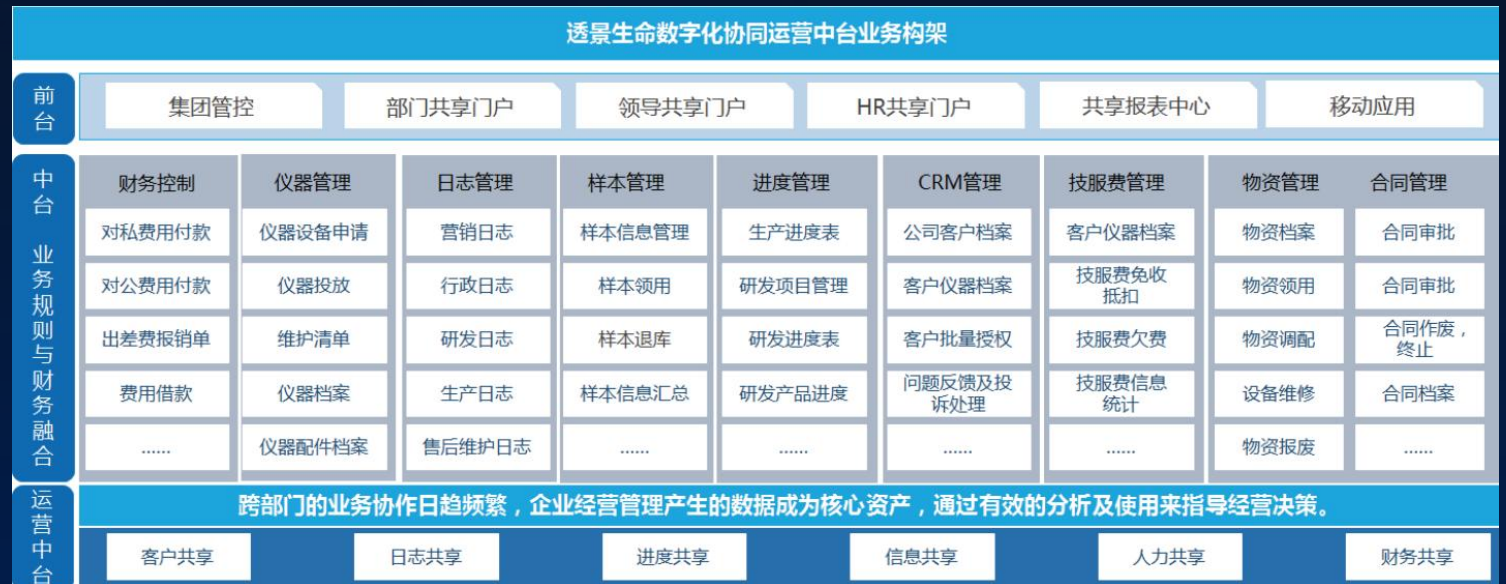 透景生命数字化协同运营中台业务构架
前台
集团管控
部门共享门户
领导共享门户
HR共享门户
共享报表中心
移动应用
中台 业务规则与财务融合
财务控制
对私费用付款
对公费用付款
出差费报销单
费用借款
……
仪器管理
仪器设备申请
仪器投放
维护清单
仪器档案
仪器配件档案
日志管理
营销日志
行政日志
研发日志
生产日志
售后维护日志
样本管理
样本信息管理
样本领用
样本退库
样本信息汇总
……
进度管理
生产进度表
研发项目管理
研发进度表
研发产品进度
……
CRM管理
公司客户档案
客户仪器档案
客户批量授权
问题反馈及投
诉处理
……
技服费管理
客户仪器档案
技服费免收
抵扣
技服费欠费
技服费信息
统计
……
物资管理
物资档案
物资领用
物资调配
设备维修
物资报废
合同管理
合同审批
合同审批
合同作废，
终止
合同档案
……
运营中台
跨部门的业务协作日趋频繁，企业经营管理产生的数据成为核心资产，通过有效的分析及使用来指导经营决策。
客户共享
日志共享
进度共享
信息共享
人力共享
财务共享